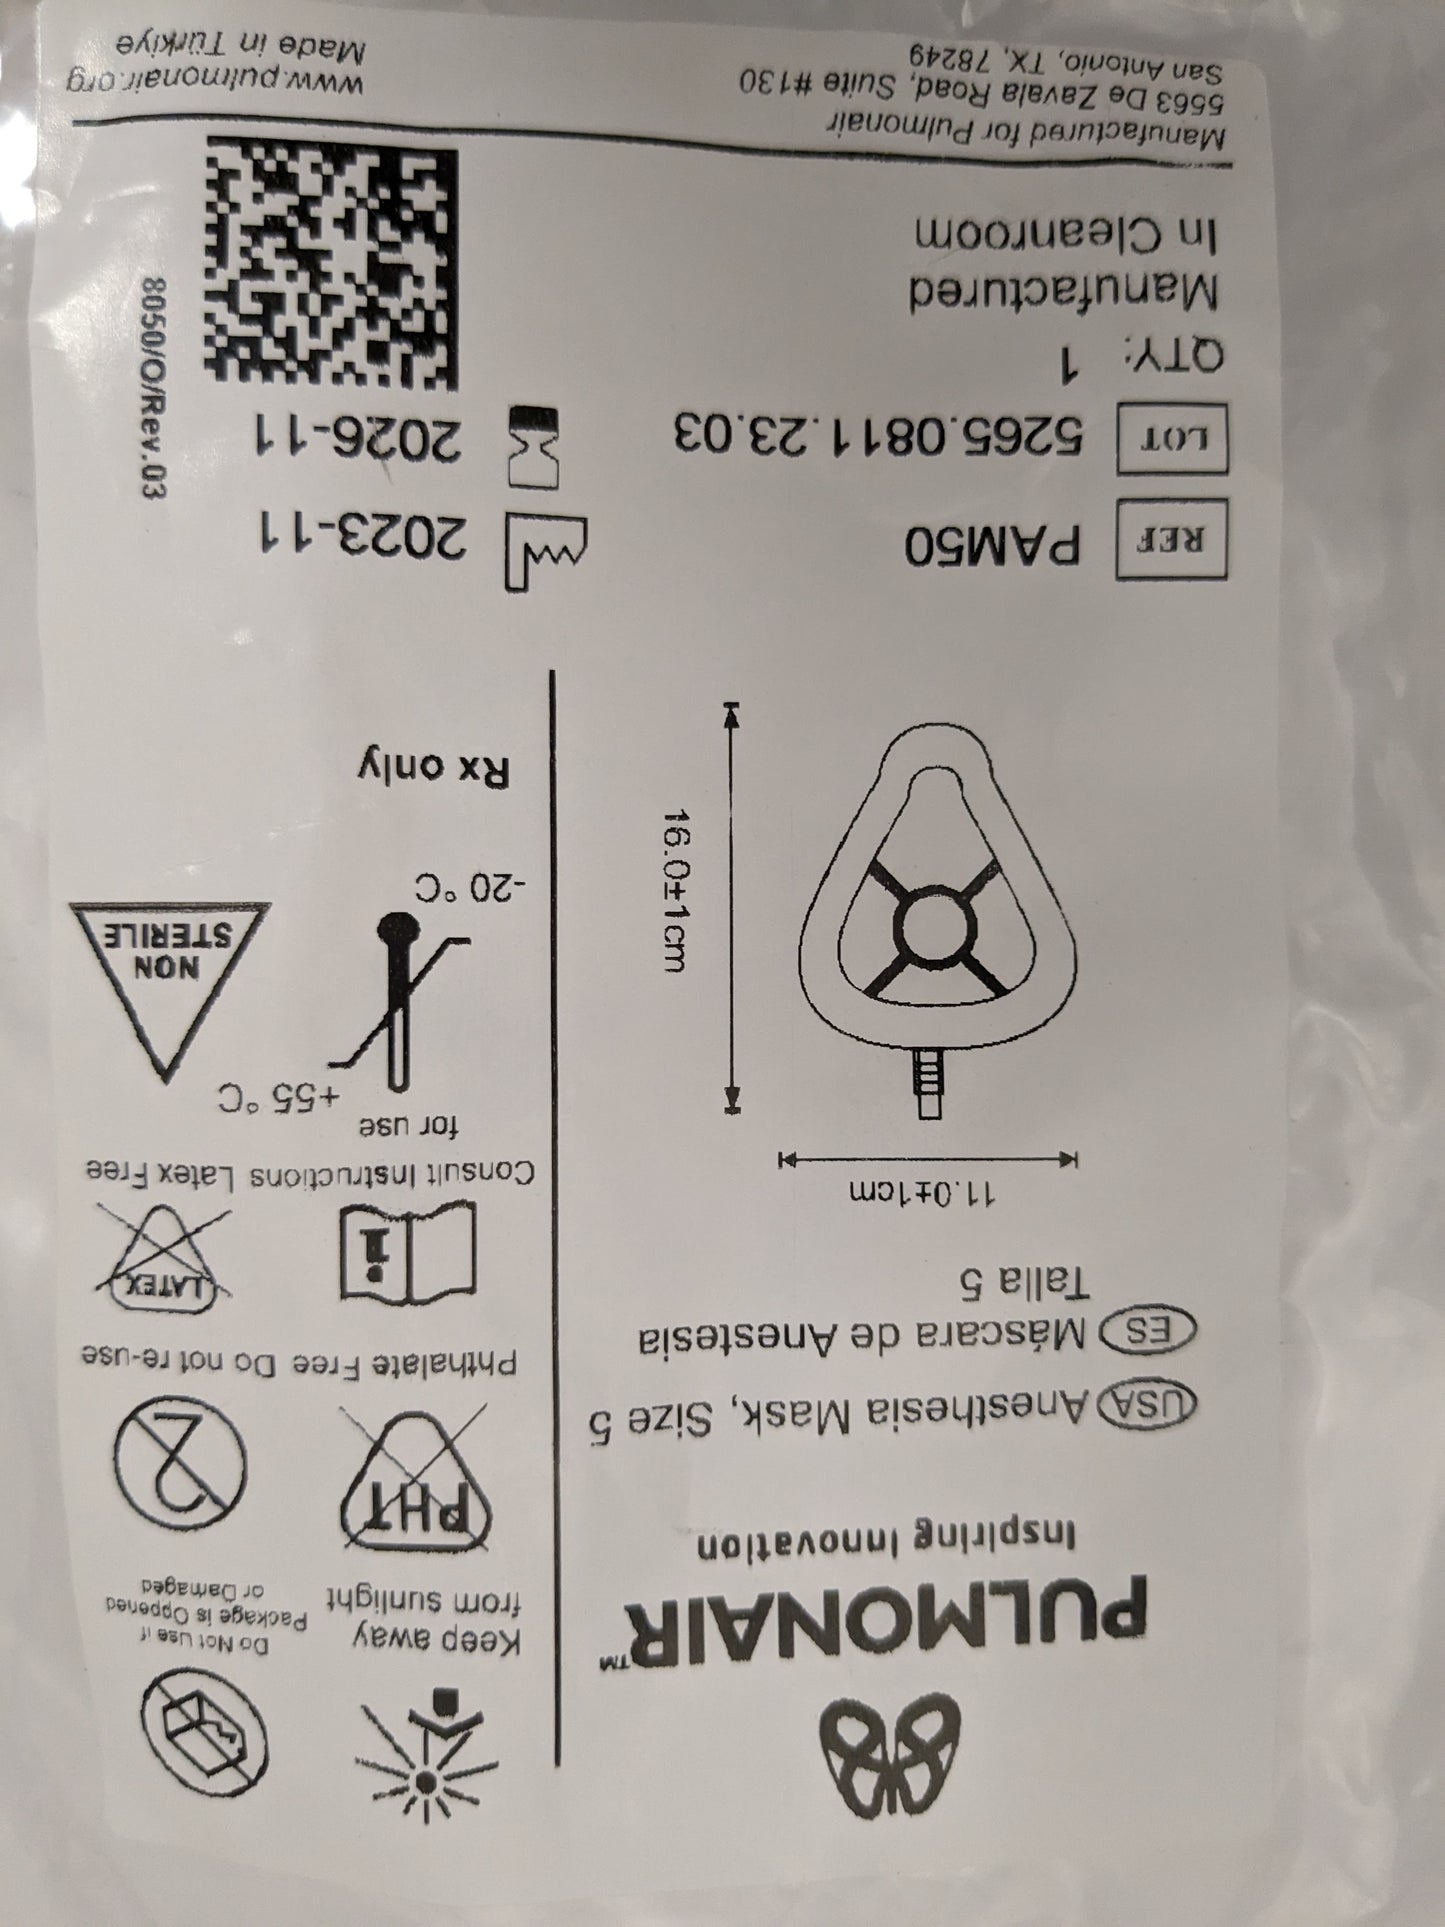 PULMONAIR™
Inspiring Innovation
USA Anesthesia Mask, Size 5
ES Máscara de Anestesia
Talla 5
11.0±1cm
16.0±1cm
Keep away
from sunlight
Do Not Use if
Package is Oppened
or Damaged
PHT
2
Phthalate Free
Do not re-use
i
LATEX
Consult Instructions
for use
Latex Free
+55 °C
-20 °C
NON
STERILE
Rx only
REF PAM50
2023-11
LOT 5265.0811.23.03
2026-11
QTY: 1
Manufactured
In Cleanroom
8050/O/Rev.03
Manufactured for Pulmonair
5563 De Zavala Road, Suite #130
San Antonio, TX, 78249
www.pulmonair.org
Made in Türkiye